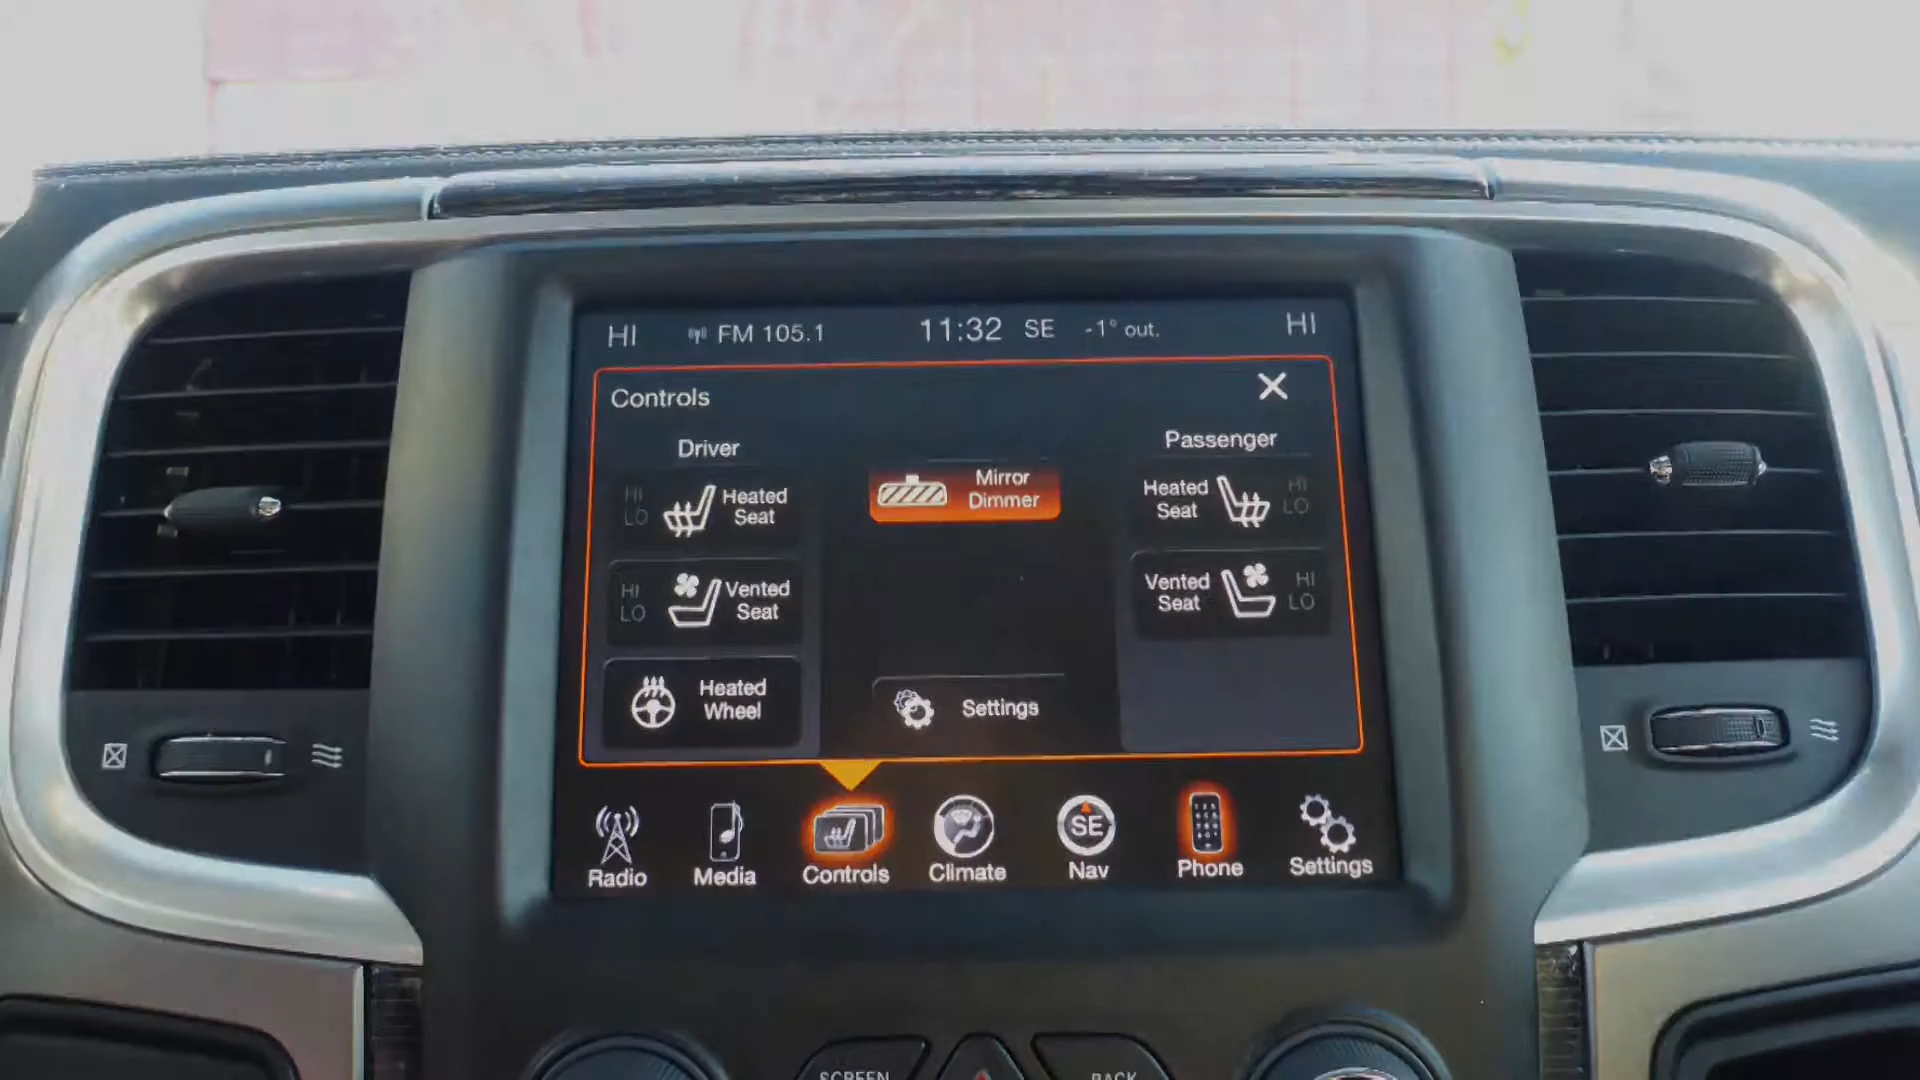 HI FM 105.1 11:32 SE -1° out. HI
Controls
Driver
Passenger
HI
LO
Heated
Seat
Mirror
Dimmer
Heated
Seat
HI
LO
HI
LO
Vented
Seat
Vented
Seat
HI
LO
Heated
Wheel
Settings
SE
Radio Media Controls Climate Nav Phone Settings
SCREEN BACK